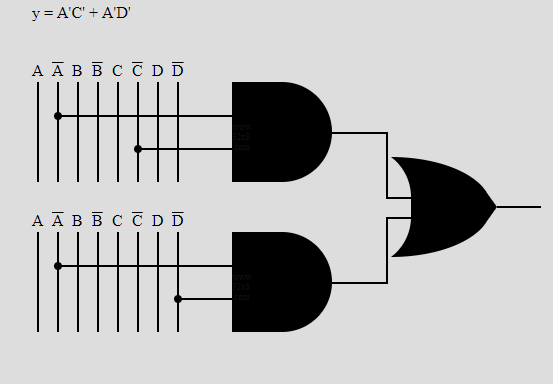 y = A'C' + A'D'
A A̅ B B̅ C C̅ D D̅
A A̅ B B̅ C C̅ D D̅